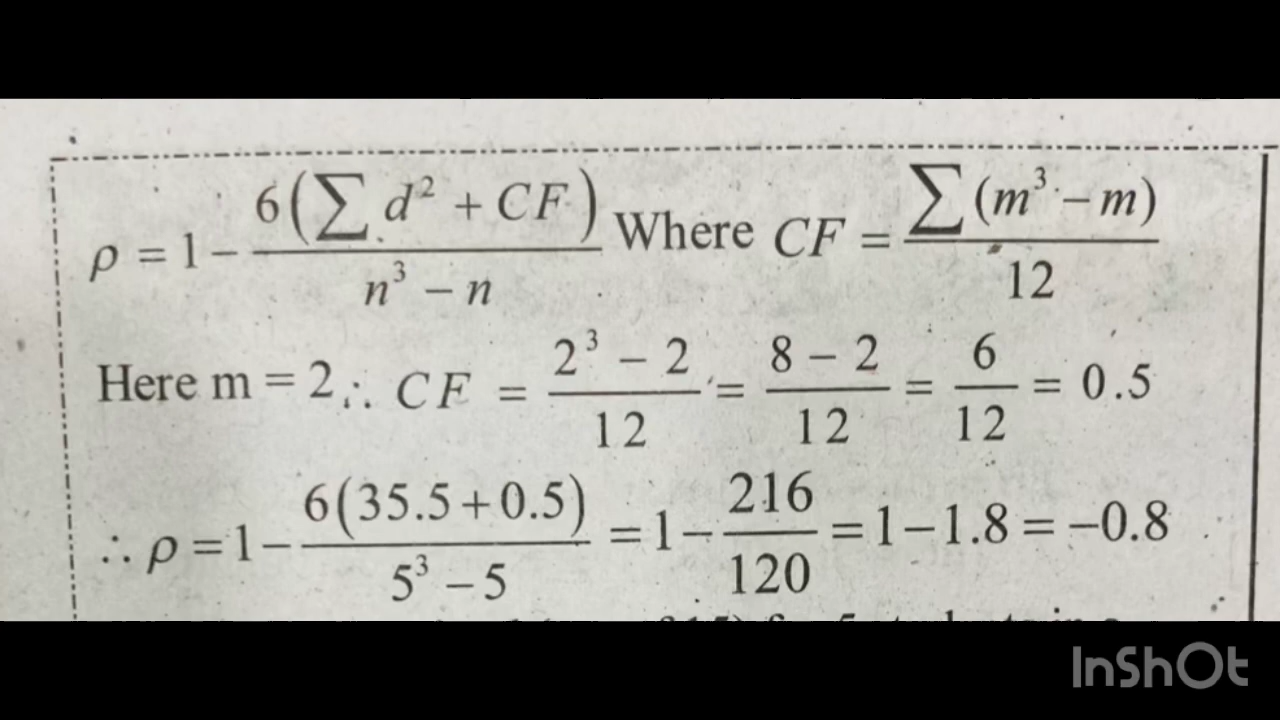 ρ = 1 − 6(∑ d² + CF) / n³ − n Where CF = ∑(m³ − m) / 12
Here m = 2 ∴ CF = 2³ − 2 / 12 = 8 − 2 / 12 = 6 / 12 = 0.5
∴ ρ = 1 − 6(35.5 + 0.5) / 5³ − 5 = 1 − 216 / 120 = 1 − 1.8 = −0.8
InShOt